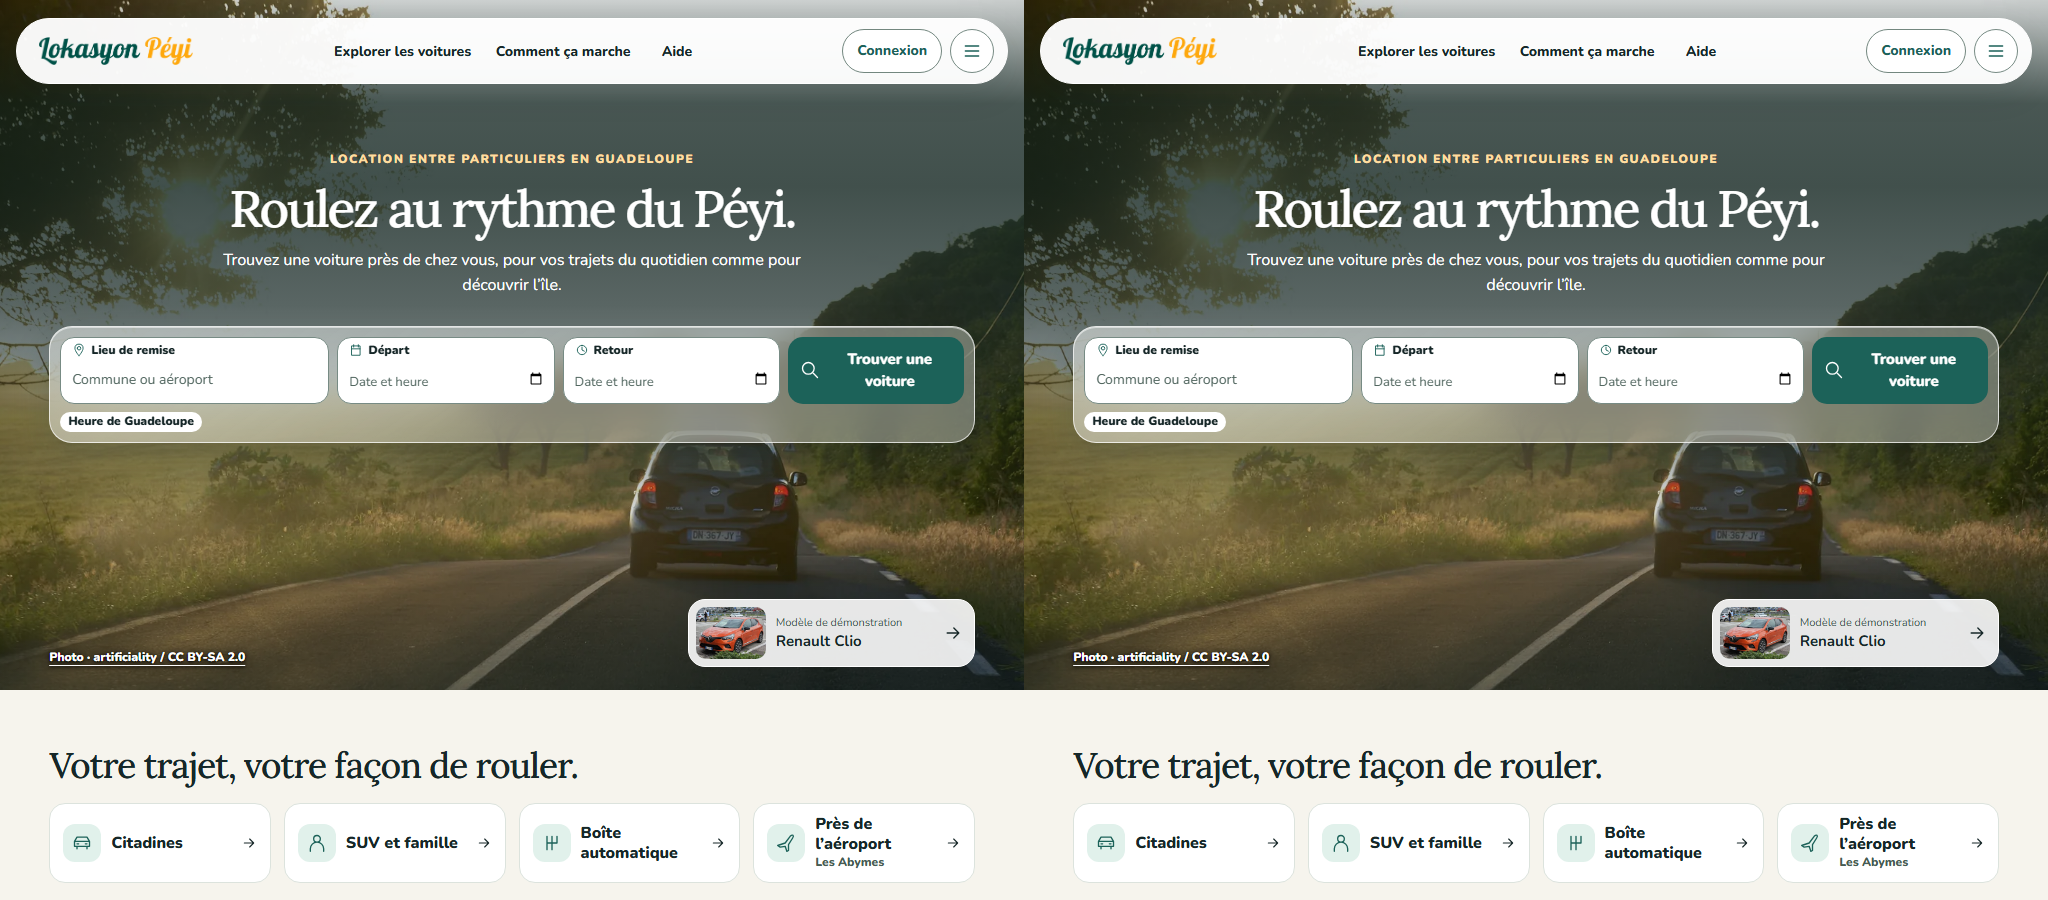 Lokasyon Péyi
Explorer les voitures
Comment ça marche
Aide
Connexion
LOCATION ENTRE PARTICULIERS EN GUADELOUPE
Roulez au rythme du Péyi.
Trouvez une voiture près de chez vous, pour vos trajets du quotidien comme pour
découvrir l’île.
Lieu de remise
Commune ou aéroport
Départ
Date et heure
Retour
Date et heure
Trouver une
voiture
Heure de Guadeloupe
DN 367 JY
Modèle de démonstration
Renault Clio
Photo · artificiality / CC BY-SA 2.0
Votre trajet, votre façon de rouler.
Citadines
SUV et famille
Boîte
automatique
Près de
l’aéroport
Les Abymes
Lokasyon Péyi
Explorer les voitures
Comment ça marche
Aide
Connexion
LOCATION ENTRE PARTICULIERS EN GUADELOUPE
Roulez au rythme du Péyi.
Trouvez une voiture près de chez vous, pour vos trajets du quotidien comme pour
découvrir l’île.
Lieu de remise
Commune ou aéroport
Départ
Date et heure
Retour
Date et heure
Trouver une
voiture
Heure de Guadeloupe
DN 367 JY
Modèle de démonstration
Renault Clio
Photo · artificiality / CC BY-SA 2.0
Votre trajet, votre façon de rouler.
Citadines
SUV et famille
Boîte
automatique
Près de
l’aéroport
Les Abymes